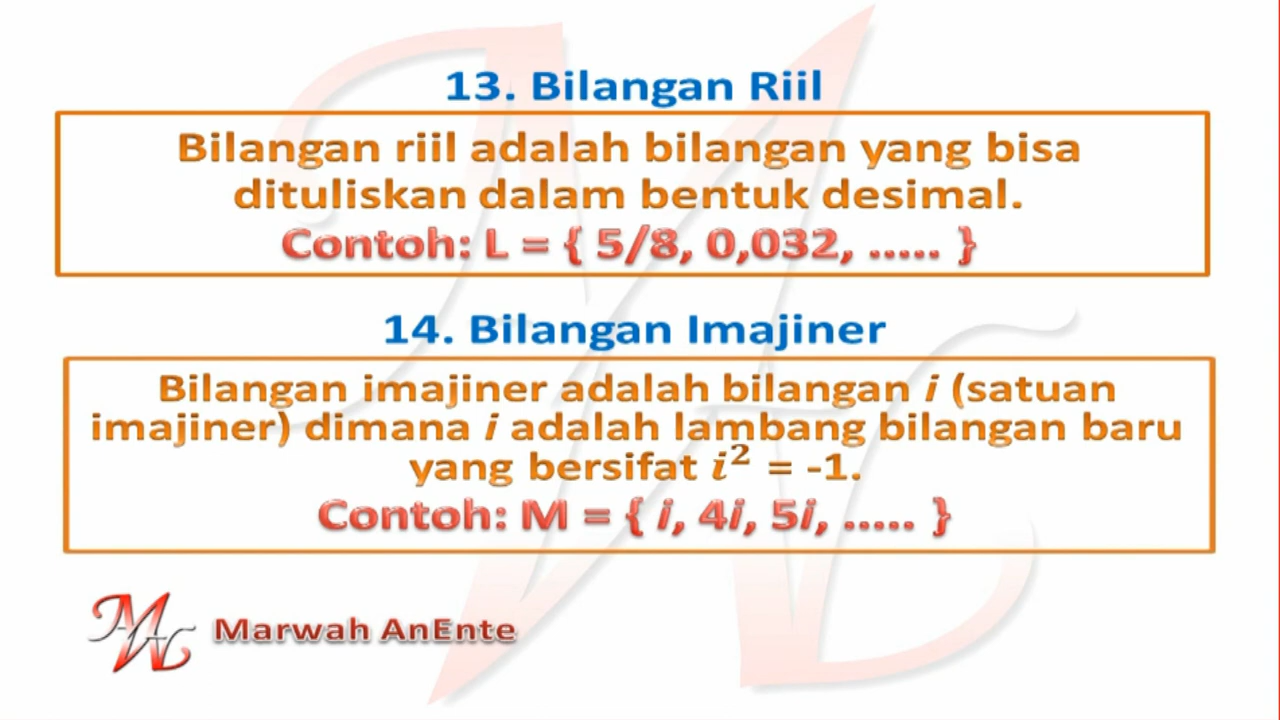 13. Bilangan Riil
Bilangan riil adalah bilangan yang bisa
dituliskan dalam bentuk desimal.
Contoh: L = { 5/8, 0,032, ..... }
14. Bilangan Imajiner
Bilangan imajiner adalah bilangan i (satuan
imajiner) dimana i adalah lambang bilangan baru
yang bersifat i² = -1.
Contoh: M = { i, 4i, 5i, ..... }
Marwah AnEnte